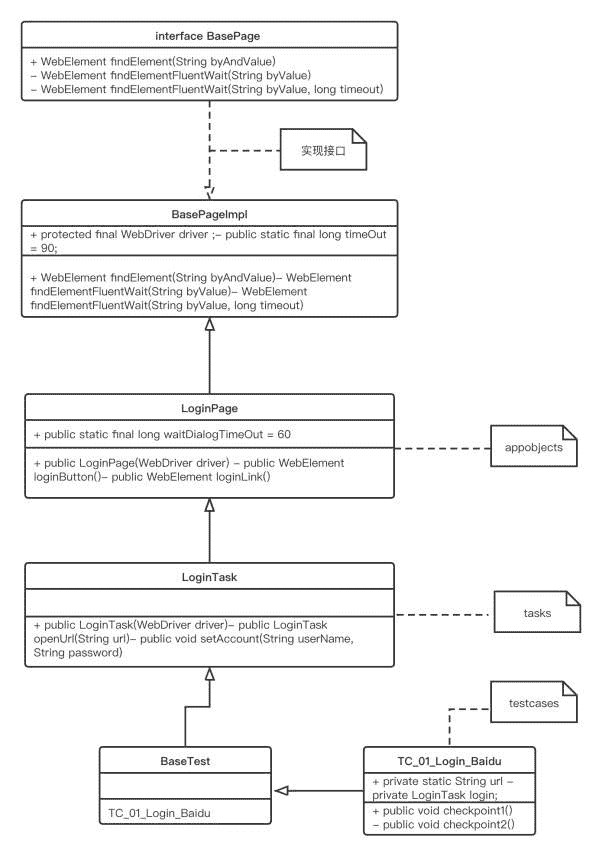 interface BasePage
+ WebElement findElement(String byAndValue)
– WebElement findElementFluentWait(String byValue)
– WebElement findElementFluentWait(String byValue, long timeout)
实现接口
BasePageImpl
+ protected final WebDriver driver ;– public static final long timeOut
= 90;
+ WebElement findElement(String byAndValue)– WebElement
findElementFluentWait(String byValue)– WebElement
findElementFluentWait(String byValue, long timeout)
LoginPage
+ public static final long waitDialogTimeOut = 60
+ public LoginPage(WebDriver driver) – public WebElement
loginButton()– public WebElement loginLink()
appobjects
LoginTask
+ public LoginTask(WebDriver driver)– public LoginTask
openUrl(String url)– public void setAccount(String userName,
String password)
tasks
testcases
BaseTest
TC_01_Login_Baidu
TC_01_Login_Baidu
+ private static String url –
private LoginTask login;
+ public void checkpoint1()
– public void checkpoint2()